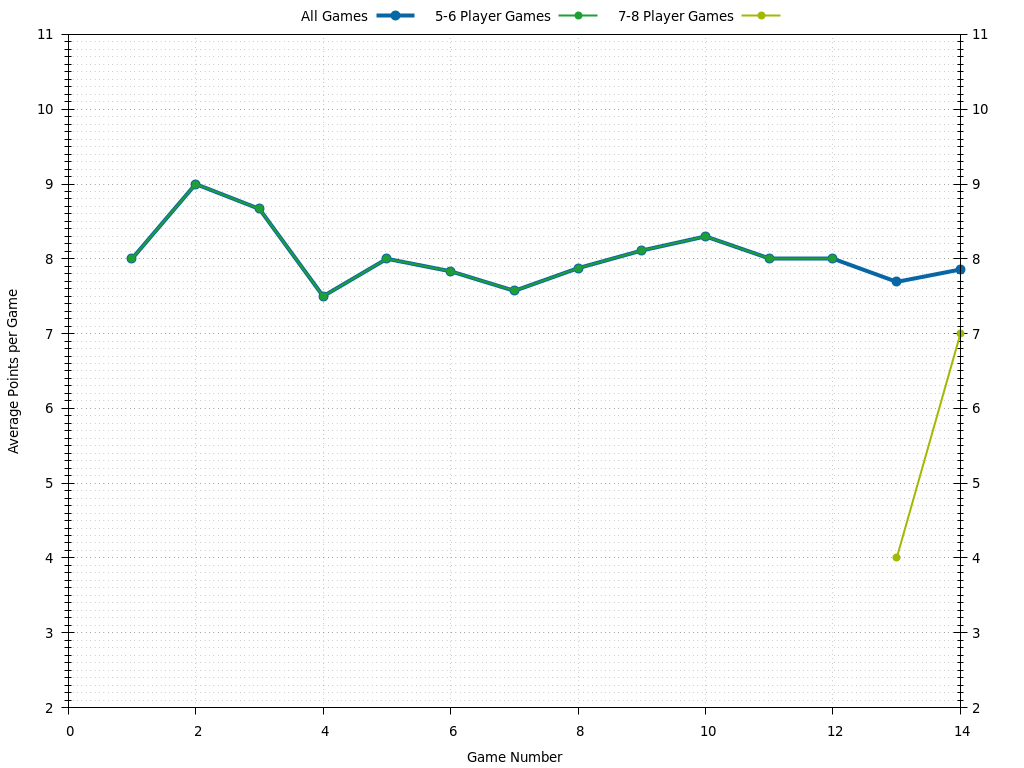 All Games 5-6 Player Games 7-8 Player Games
11 11
10 10
9 9
8 8
7 7
6 6
5 5
4 4
3 3
2 2
Average Points per Game
0 2 4 6 8 10 12 14
Game Number